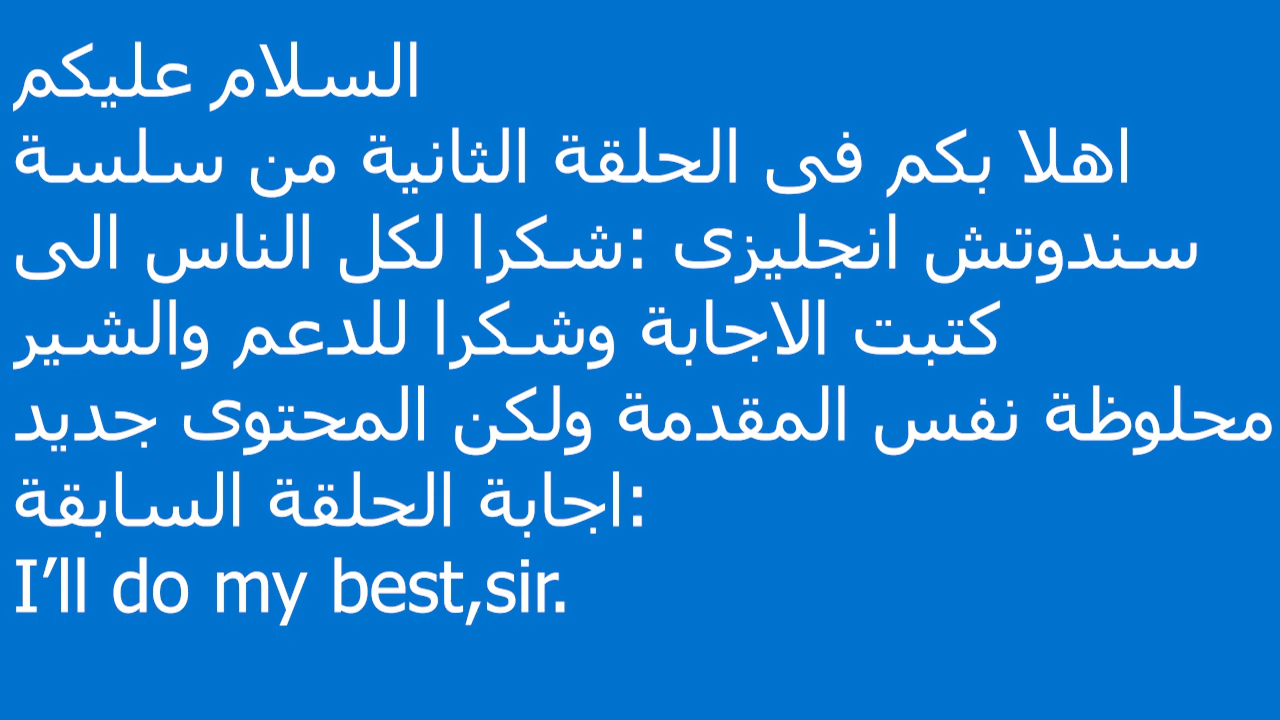 السلام عليكم
اهلا بكم فى الحلقة الثانية من سلسة
سندوتش انجليزى :شكرا لكل الناس الى
كتبت الاجابة وشكرا للدعم والشير
محلوظة نفس المقدمة ولكن المحتوى جديد
:اجابة الحلقة السابقة
I’ll do my best,sir.